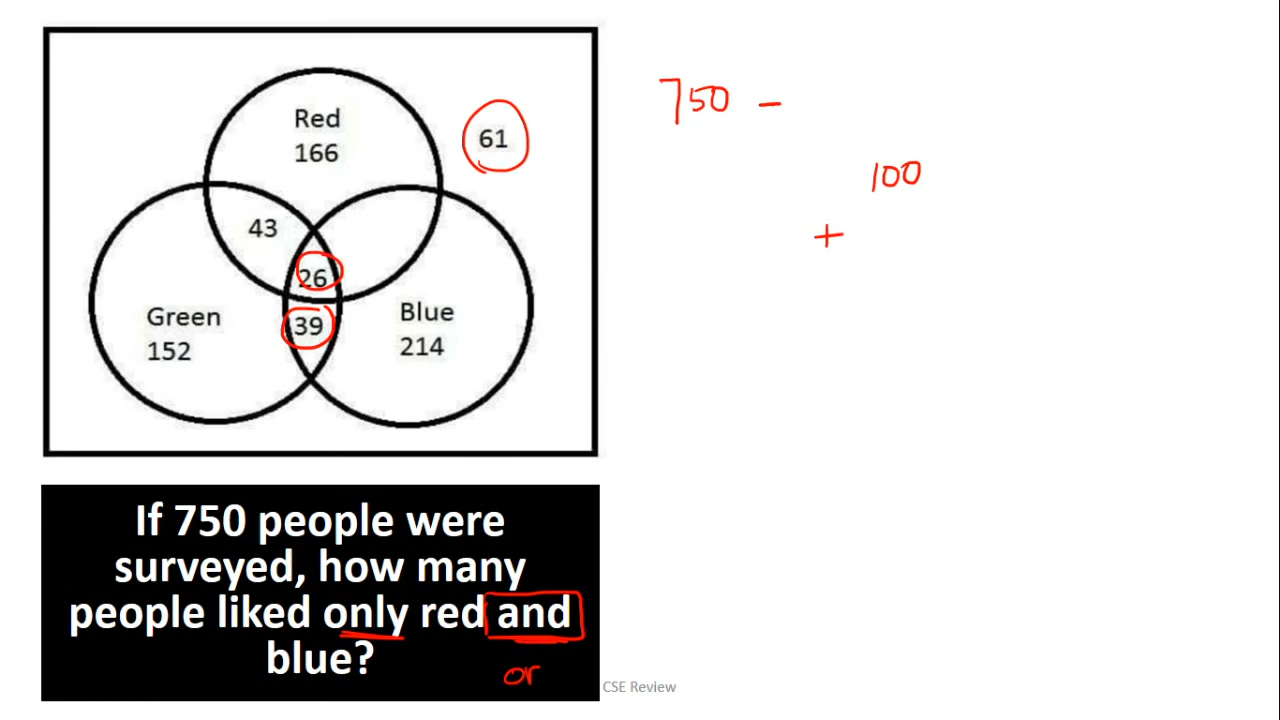 Red
166
61
43
26
39
Green
152
Blue
214
750 -
100
+
If 750 people were
surveyed, how many
people liked only red and
blue?
or
CSE Review